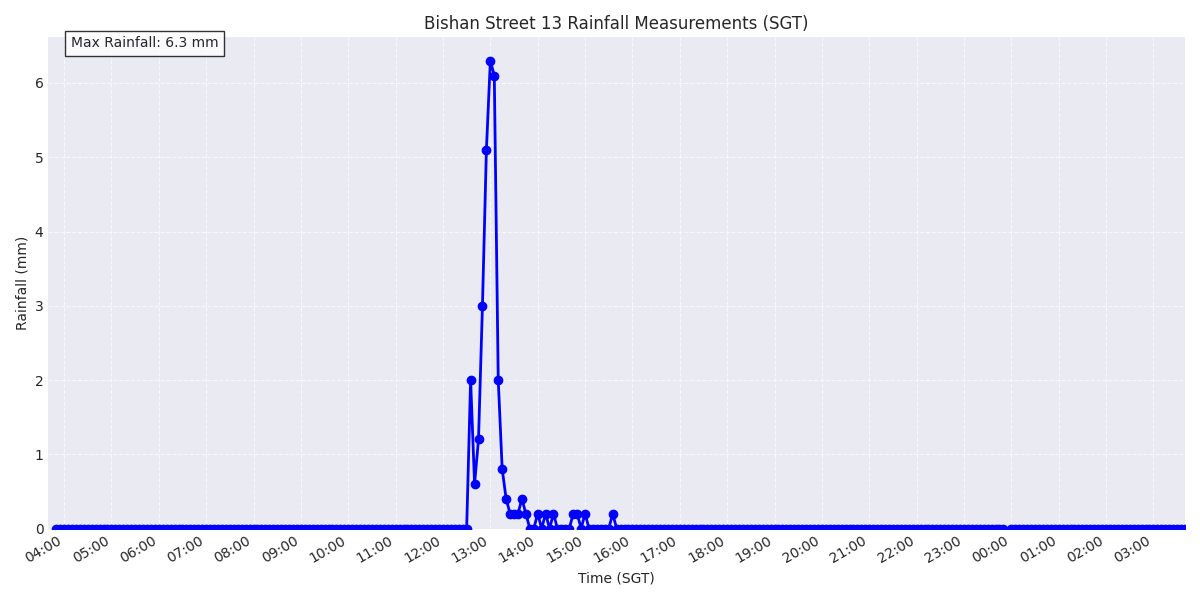 Bishan Street 13 Rainfall Measurements (SGT)
Max Rainfall: 6.3 mm
Rainfall (mm)
6
5
4
3
2
1
0
04:00 05:00 06:00 07:00 08:00 09:00 10:00 11:00 12:00 13:00 14:00 15:00 16:00 17:00 18:00 19:00 20:00 21:00 22:00 23:00 00:00 01:00 02:00 03:00
Time (SGT)